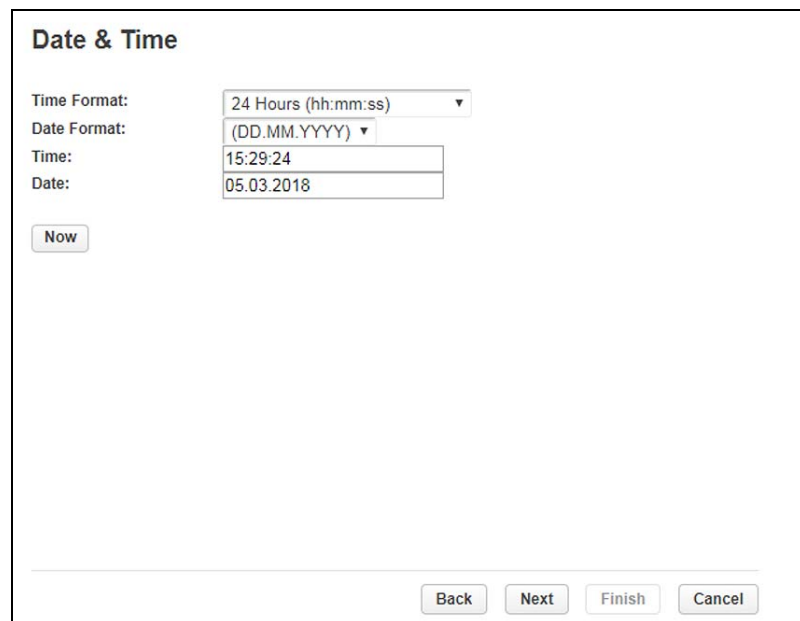 Date & Time
Time Format: 24 Hours (hh:mm:ss)
Date Format: (DD.MM.YYYY)
Time: 15:29:24
Date: 05.03.2018
Now
Back Next Finish Cancel